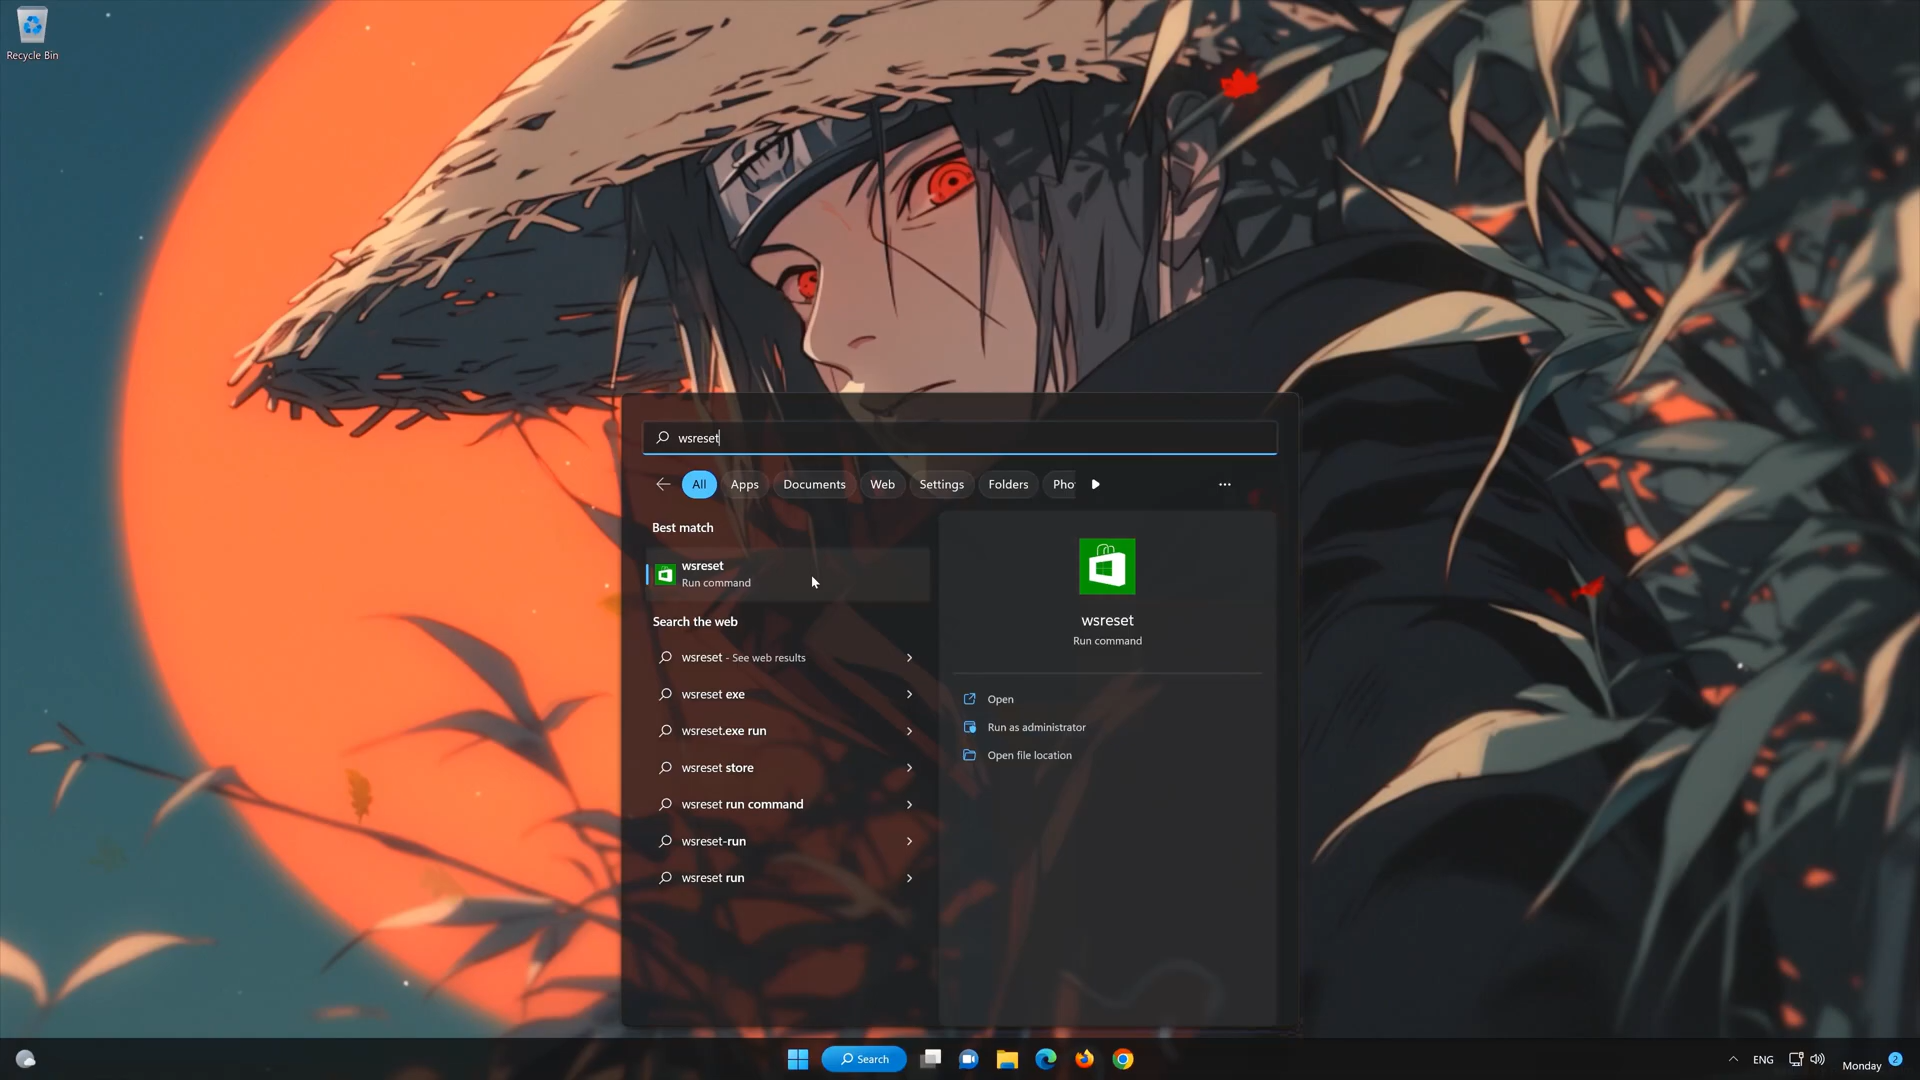 Recycle Bin
wsreset
All Apps Documents Web Settings Folders Pho
Best match
wsreset
Run command
Search the web
wsreset - See web results
wsreset exe
wsreset.exe run
wsreset store
wsreset run command
wsreset-run
wsreset run
wsreset
Run command
Open
Run as administrator
Open file location
Search
ENG
Monday
2